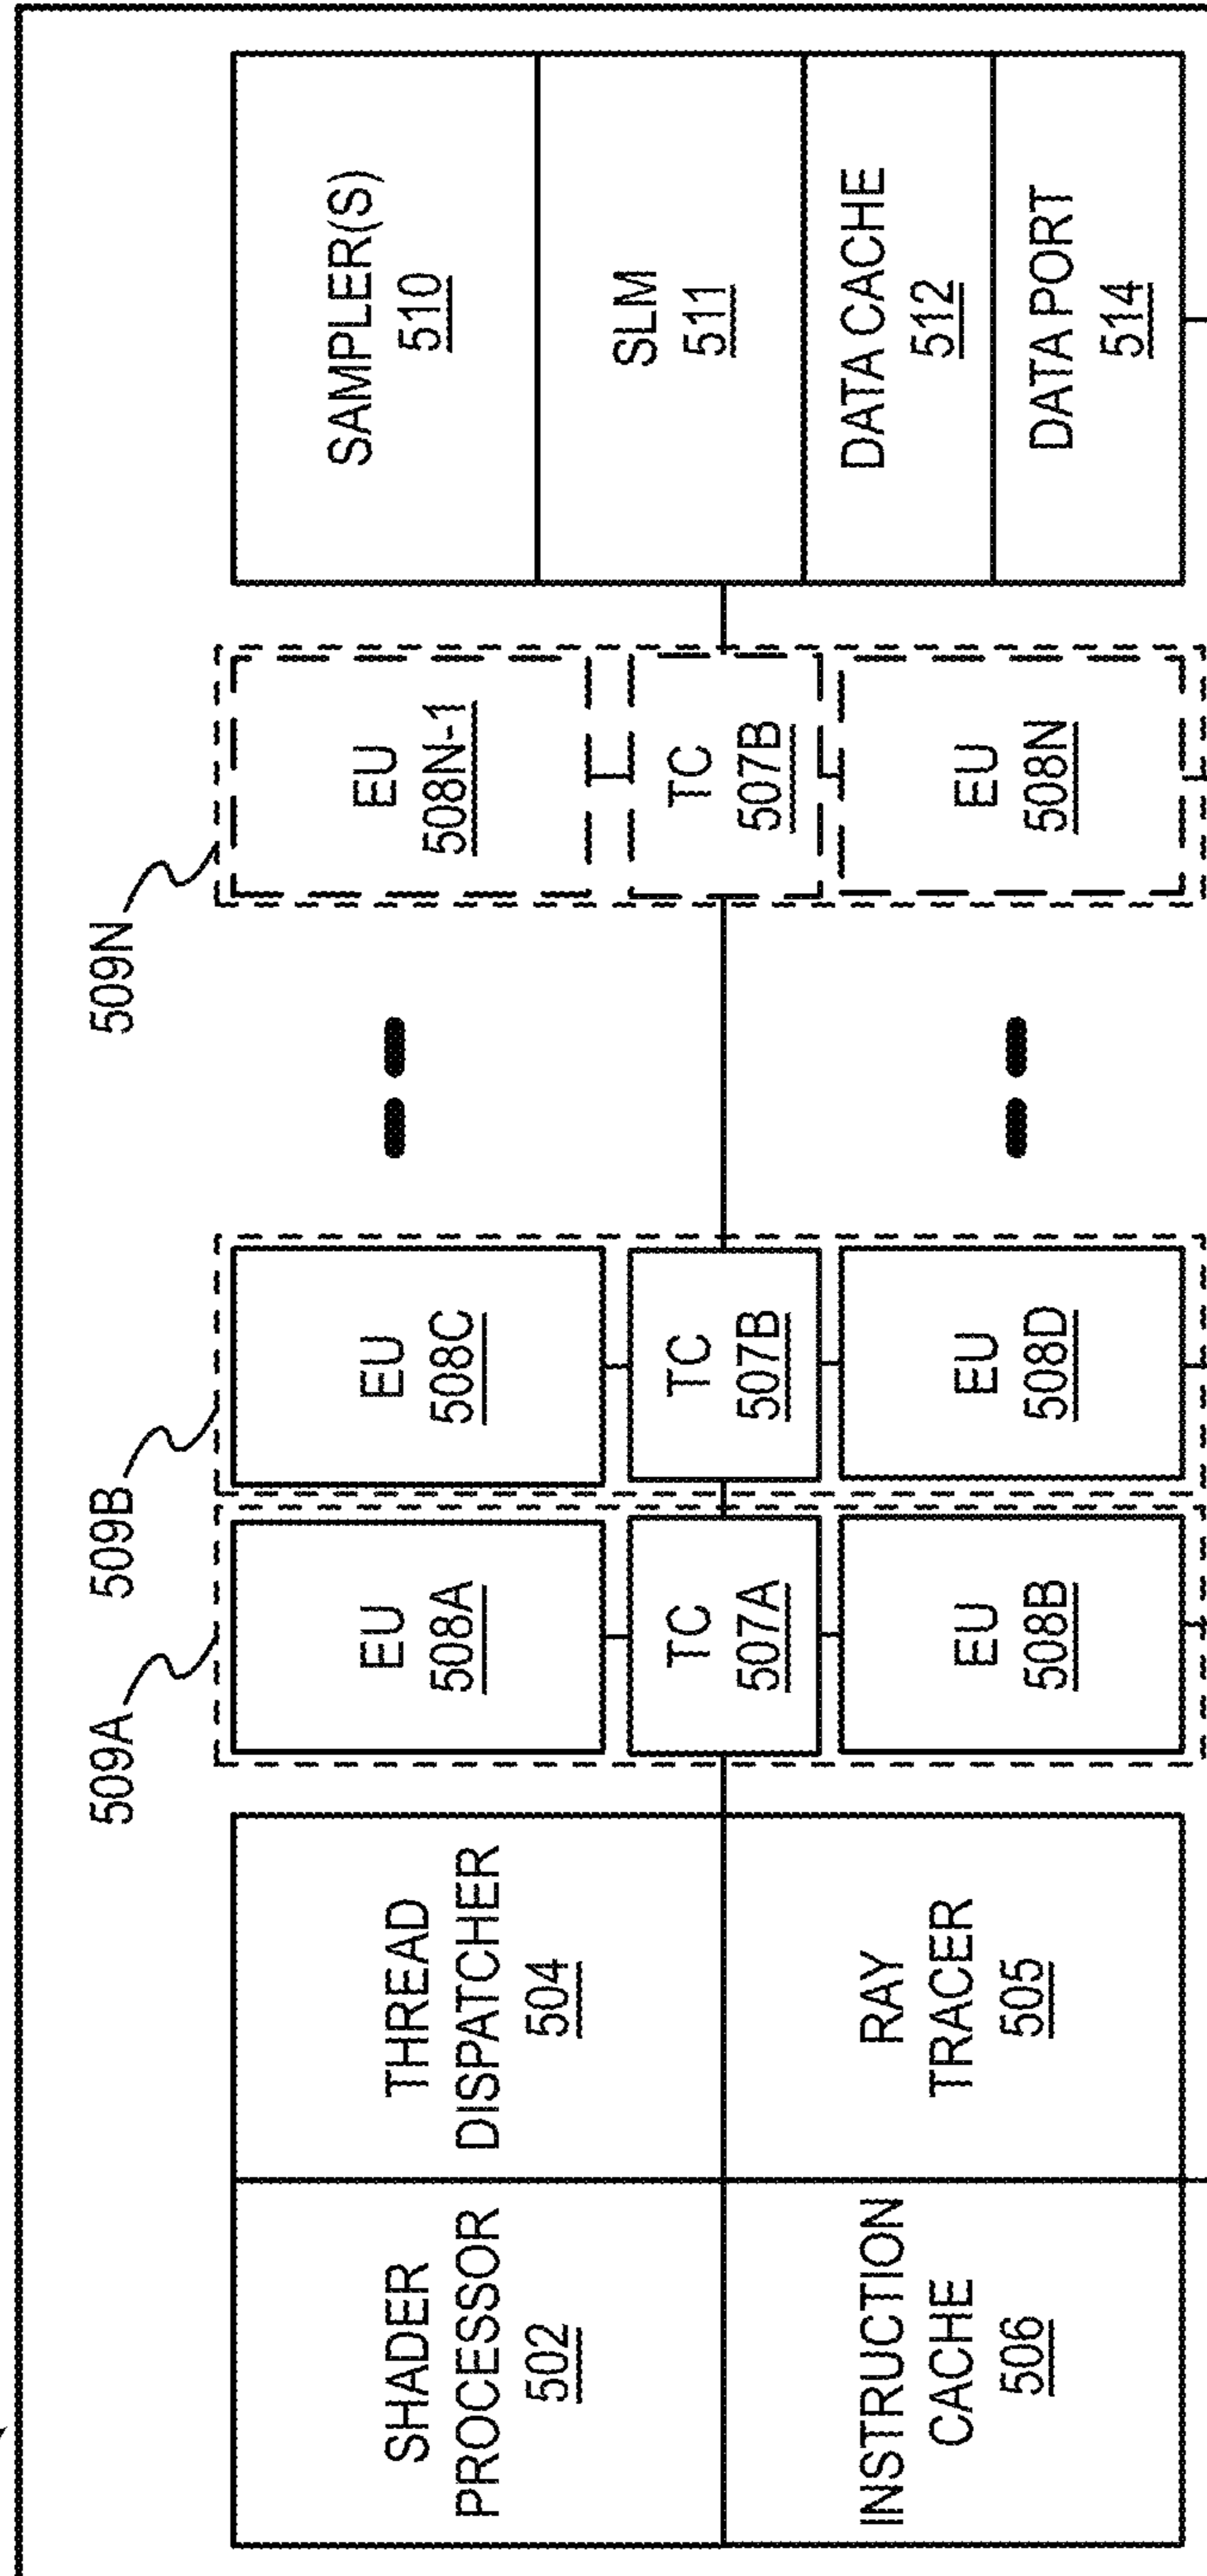 509A
509B
509N
SHADER
PROCESSOR
502
THREAD
DISPATCHER
504
INSTRUCTION
CACHE
506
RAY
TRACER
505
EU
508A
TC
507A
EU
508B
EU
508C
TC
507B
EU
508D
EU
508N-1
TC
507B
EU
508N
SAMPLER(S)
510
SLM
511
DATA CACHE
512
DATA PORT
514